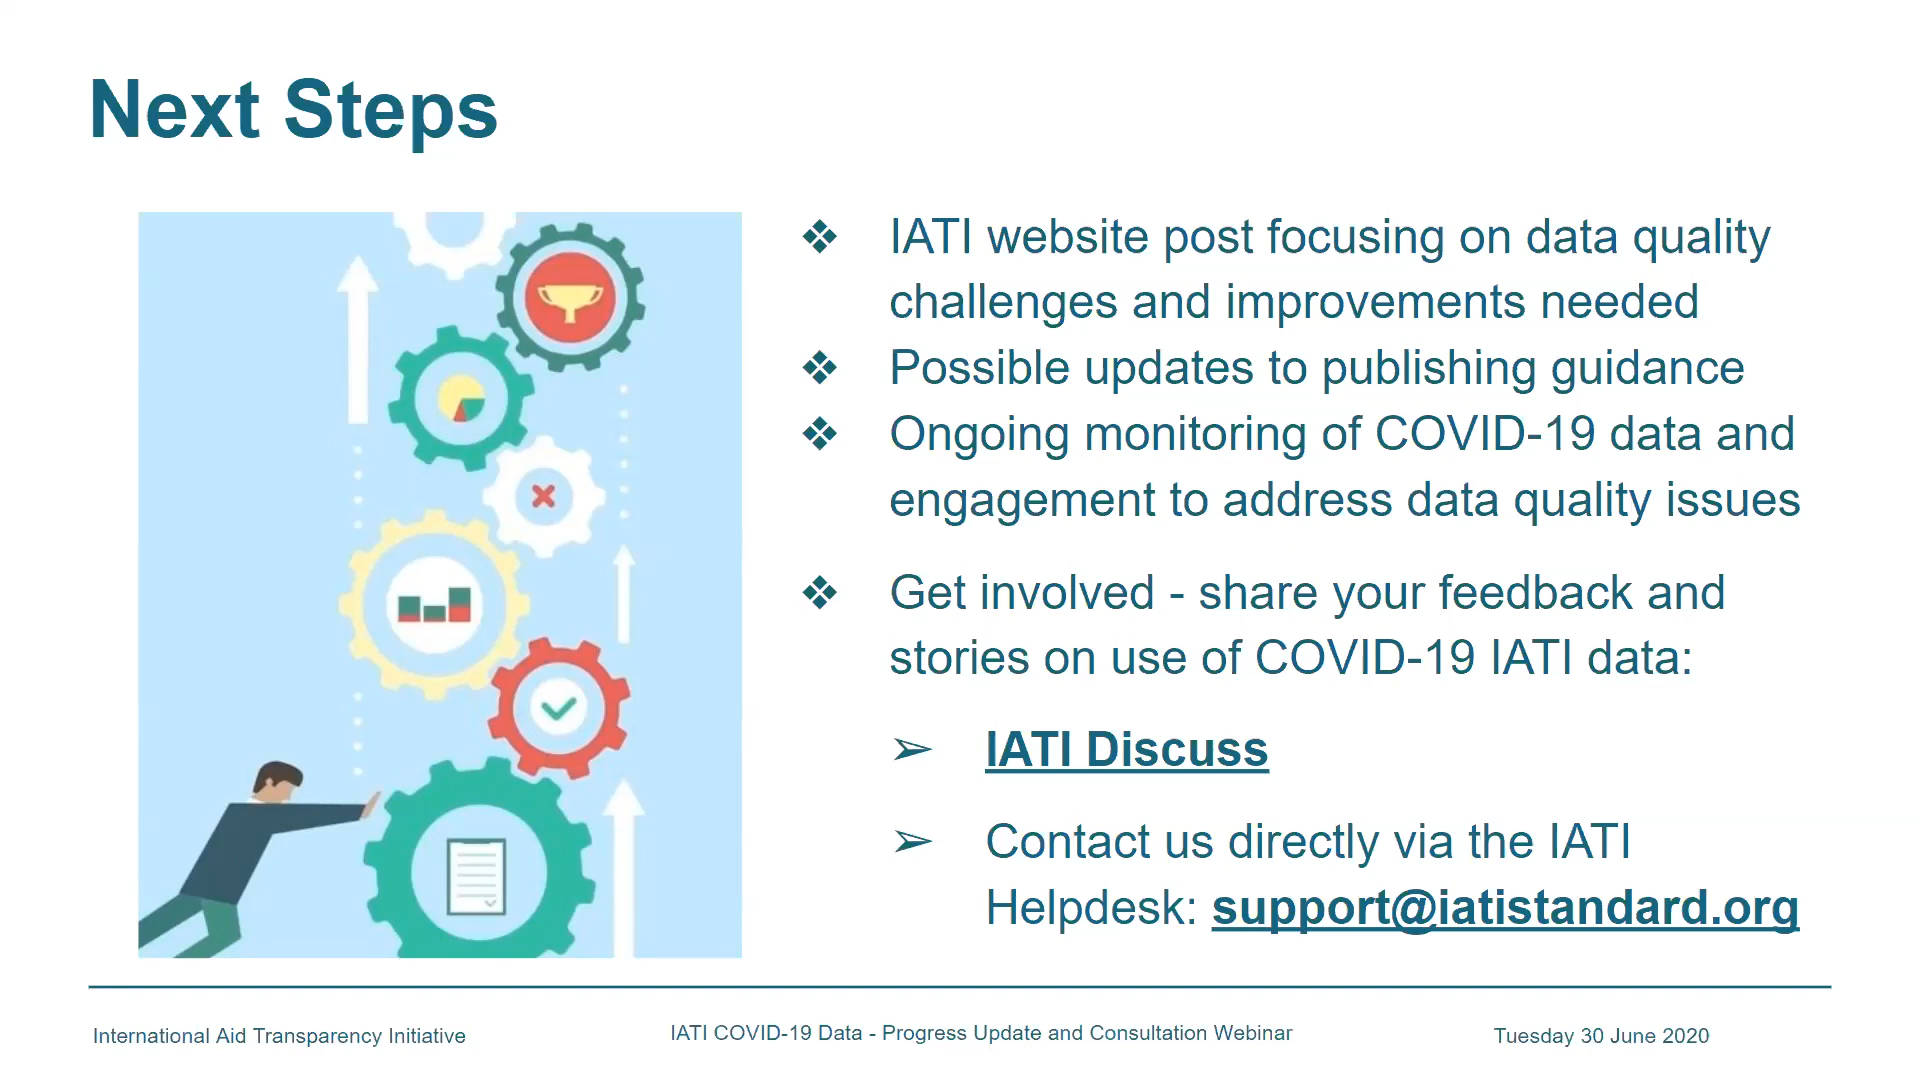 Next Steps
❖ IATI website post focusing on data quality
challenges and improvements needed
❖ Possible updates to publishing guidance
❖ Ongoing monitoring of COVID-19 data and
engagement to address data quality issues
❖ Get involved - share your feedback and
stories on use of COVID-19 IATI data:
➢ IATI Discuss
➢ Contact us directly via the IATI
Helpdesk: support@iatistandard.org
International Aid Transparency Initiative
IATI COVID-19 Data - Progress Update and Consultation Webinar
Tuesday 30 June 2020